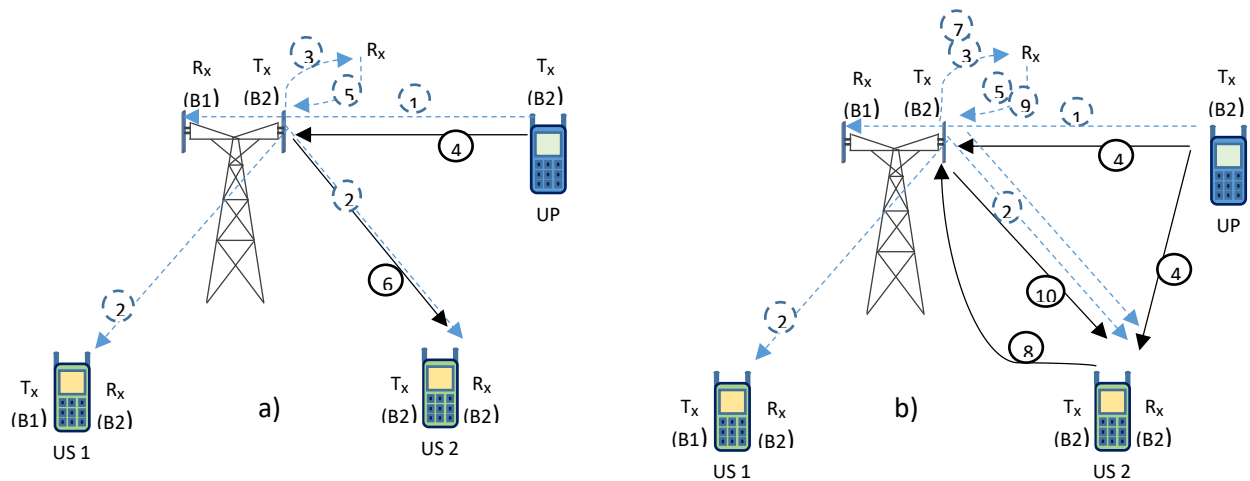 7
3
Rx
Rx
(B1)
Tx
(B2)
5
1
Tx
(B2)
4
UP
2
6
2
Tx
(B1)
Rx
(B2)
US 1
a)
Tx
(B2)
Rx
(B2)
US 2
3
Rx
Rx
(B1)
Tx
(B2)
5
9
1
Tx
(B2)
4
UP
2
4
10
2
8
Tx
(B1)
Rx
(B2)
US 1
b)
Tx
(B2)
Rx
(B2)
US 2